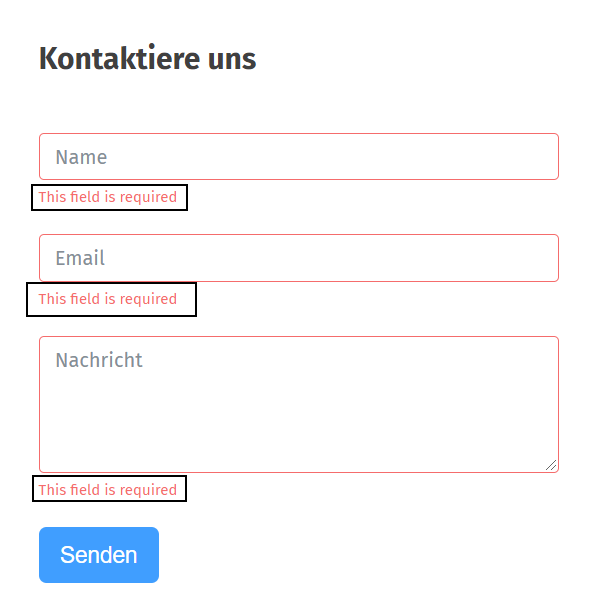 Kontaktiere uns
Name
This field is required
Email
This field is required
Nachricht
This field is required
Senden